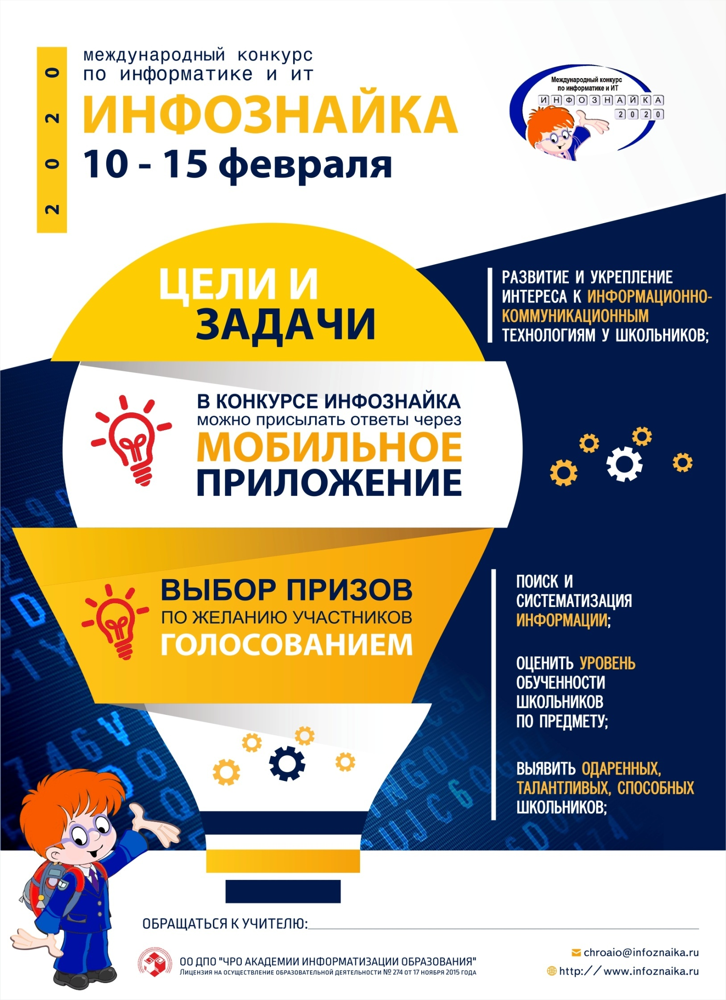 2020
международный конкурс
по информатике и ит
ИНФОЗНАЙКА
10 - 15 февраля
Международный конкурс
по информатике и ИТ
ИНФОЗНАЙКА
2020
ЦЕЛИ И
ЗАДАЧИ
РАЗВИТИЕ И УКРЕПЛЕНИЕ
ИНТЕРЕСА К ИНФОРМАЦИОННО-
КОММУНИКАЦИОННЫМ
ТЕХНОЛОГИЯМ У ШКОЛЬНИКОВ;
В КОНКУРСЕ ИНФОЗНАЙКА
можно присылать ответы через
МОБИЛЬНОЕ
ПРИЛОЖЕНИЕ
ВЫБОР ПРИЗОВ
ПО ЖЕЛАНИЮ УЧАСТНИКОВ
ГОЛОСОВАНИЕМ
ПОИСК И
СИСТЕМАТИЗАЦИЯ
ИНФОРМАЦИИ;
ОЦЕНИТЬ УРОВЕНЬ
ОБУЧЕННОСТИ
ШКОЛЬНИКОВ
ПО ПРЕДМЕТУ;
ВЫЯВИТЬ ОДАРЕННЫХ,
ТАЛАНТЛИВЫХ, СПОСОБНЫХ
ШКОЛЬНИКОВ;
ОБРАЩАТЬСЯ К УЧИТЕЛЮ:
ОО ДПО "ЧРО АКАДЕМИИ ИНФОРМАТИЗАЦИИ ОБРАЗОВАНИЯ"
Лицензия на осуществление образовательной деятельности № 274 от 17 ноября 2015 года
chroaio@infoznaika.ru
http://www.infoznaika.ru